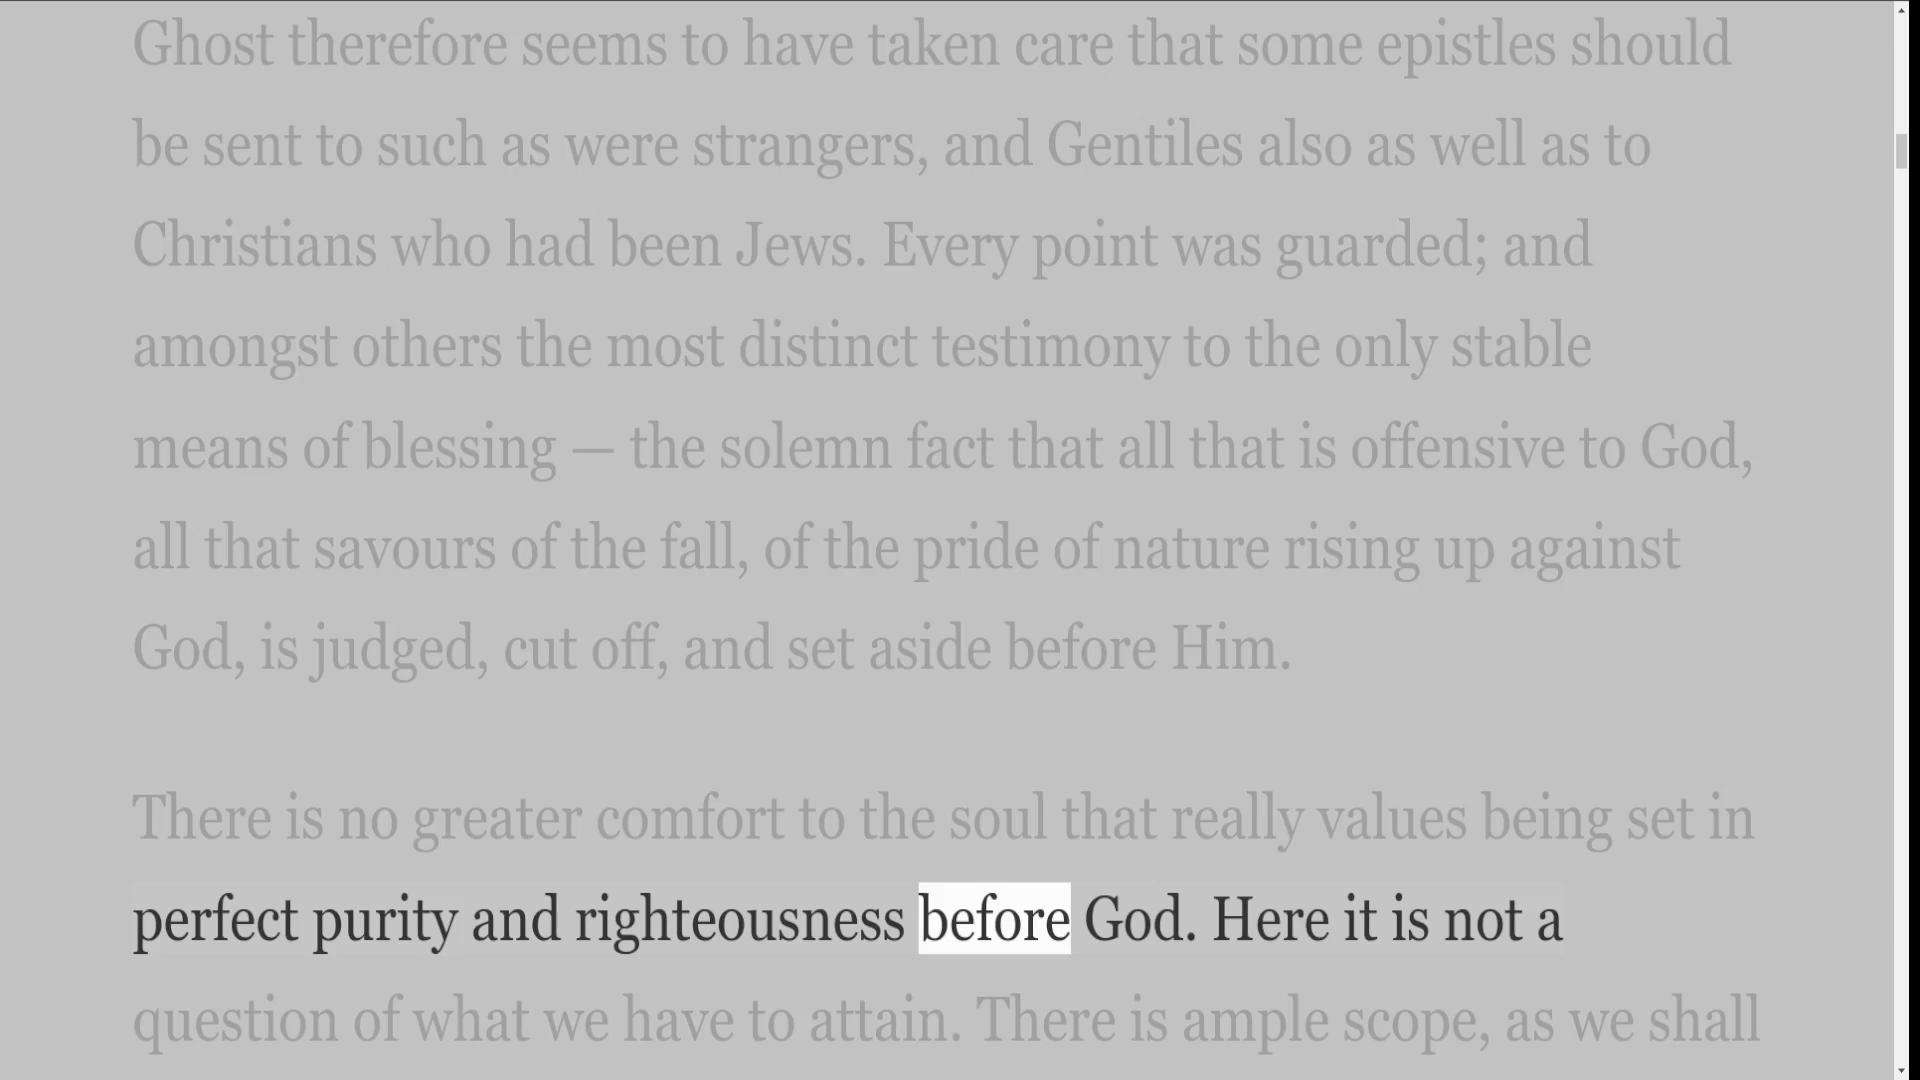 Ghost therefore seems to have taken care that some epistles should
be sent to such as were strangers, and Gentiles also as well as to
Christians who had been Jews. Every point was guarded; and
amongst others the most distinct testimony to the only stable
means of blessing — the solemn fact that all that is offensive to God,
all that savours of the fall, of the pride of nature rising up against
God, is judged, cut off, and set aside before Him.
There is no greater comfort to the soul that really values being set in
perfect purity and righteousness before God. Here it is not a
question of what we have to attain. There is ample scope, as we shall